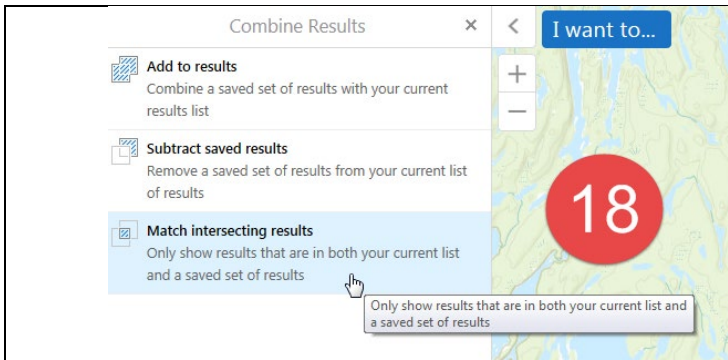 Combine Results ×
< I want to...
Add to results
Combine a saved set of results with your current
results list
+
−
Subtract saved results
Remove a saved set of results from your current list
of results
18
Match intersecting results
Only show results that are in both your current list
and a saved set of results
Only show results that are in both your current list and
a saved set of results